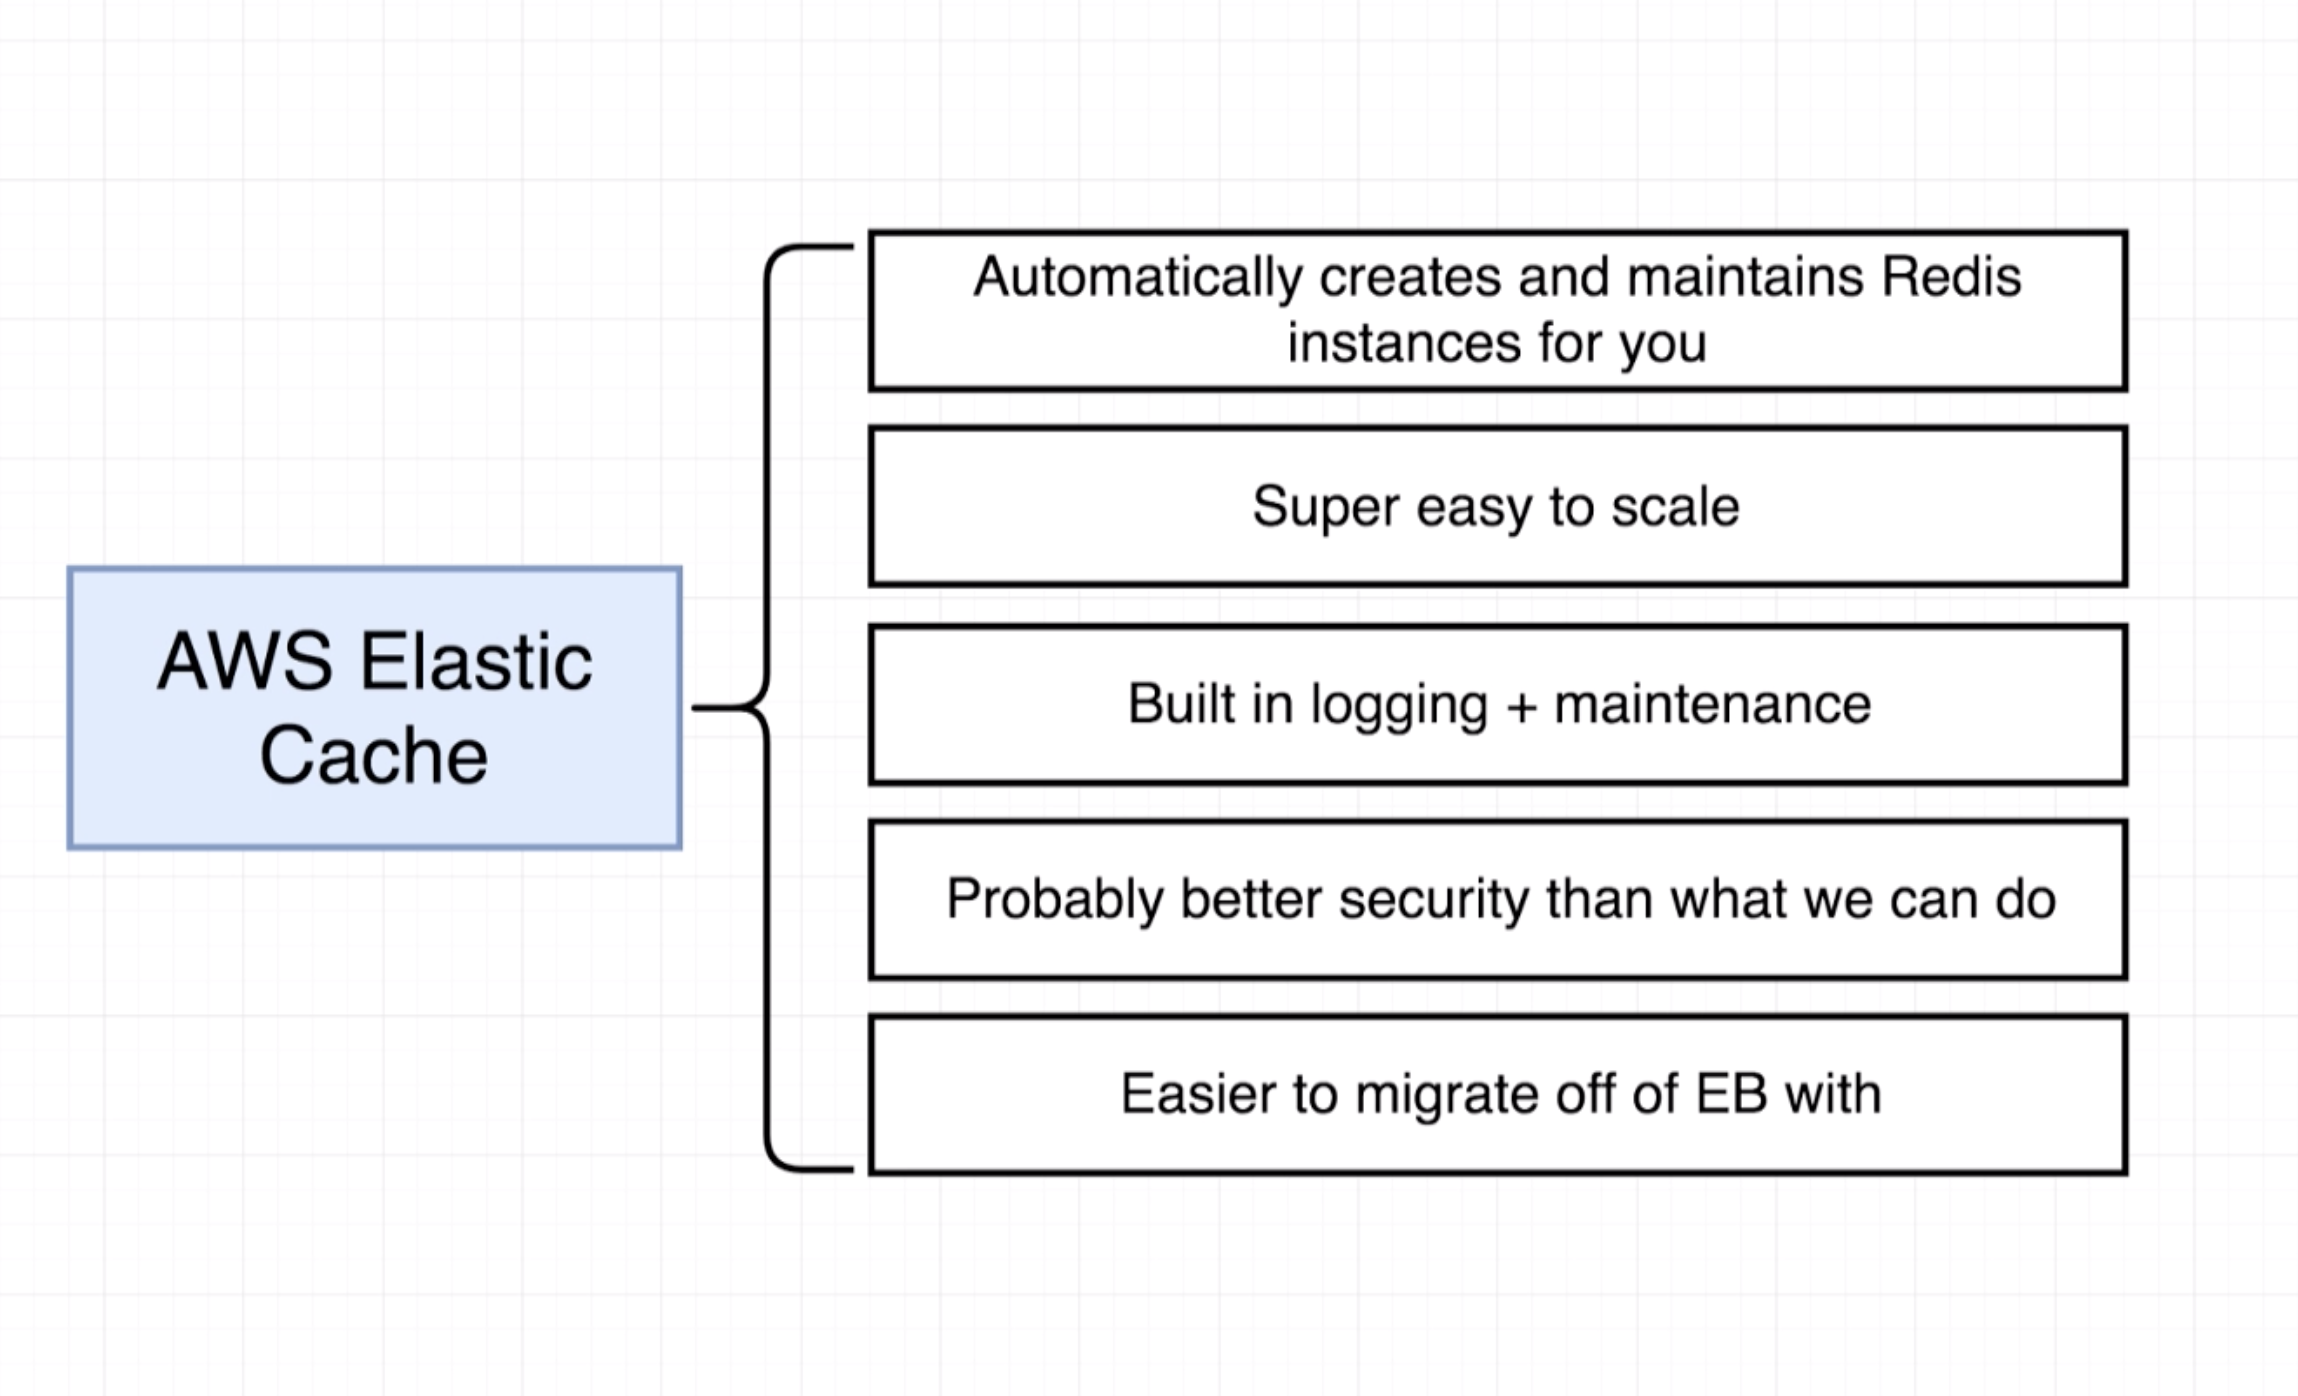 AWS Elastic
Cache
Automatically creates and maintains Redis
instances for you
Super easy to scale
Built in logging + maintenance
Probably better security than what we can do
Easier to migrate off of EB with